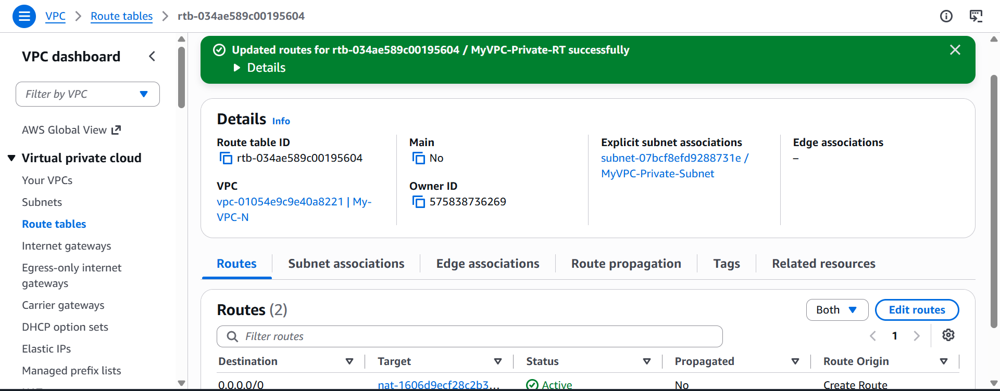 VPC > Route tables > rtb-034ae589c00195604
VPC dashboard
Filter by VPC
AWS Global View
Virtual private cloud
Your VPCs
Subnets
Route tables
Internet gateways
Egress-only internet
gateways
Carrier gateways
DHCP option sets
Elastic IPs
Managed prefix lists
Updated routes for rtb-034ae589c00195604 / MyVPC-Private-RT successfully
Details
Details Info
Route table ID
rtb-034ae589c00195604
VPC
vpc-01054e9c9e40a8221 | My-
VPC-N
Main
No
Owner ID
575838736269
Explicit subnet associations
subnet-07bcf8efd9288731e /
MyVPC-Private-Subnet
Edge associations
–
Routes Subnet associations Edge associations Route propagation Tags Related resources
Routes (2)
Both Edit routes
Filter routes
1
Destination Target Status Propagated Route Origin
0.0.0.0/0 nat-1606d9ecf28c2b3... Active No Create Route